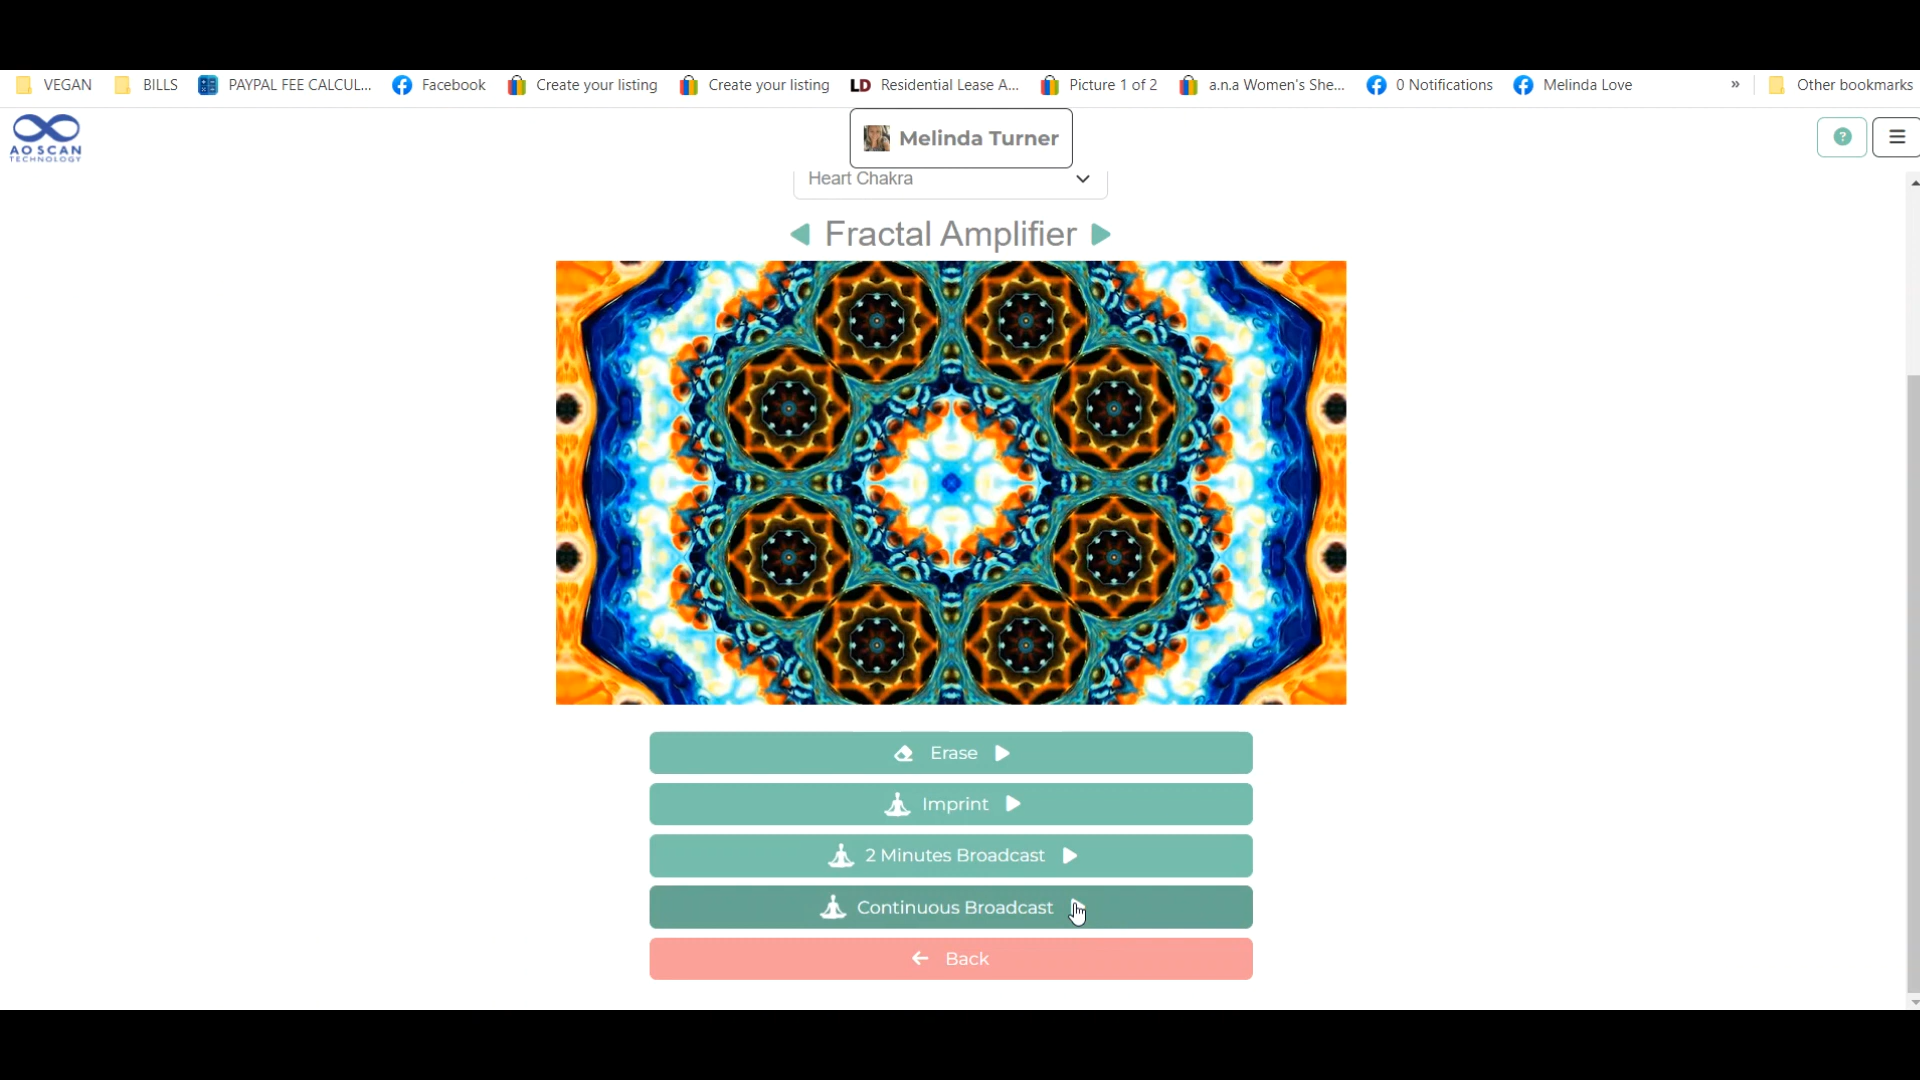 VEGAN BILLS PAYPAL FEE CALCUL... Facebook Create your listing Create your listing LD Residential Lease A... Picture 1 of 2 a.n.a Women's She... 0 Notifications Melinda Love » Other bookmarks
AO SCAN
TECHNOLOGY
Melinda Turner
?
Heart Chakra
Fractal Amplifier
Erase
Imprint
2 Minutes Broadcast
Continuous Broadcast
Back